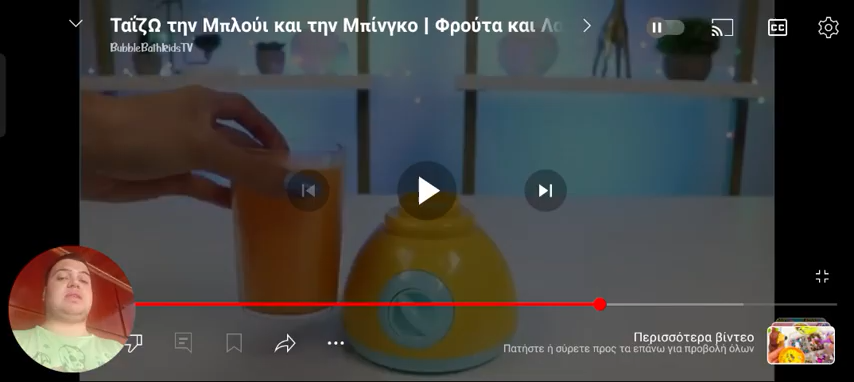 ΤαΐζΩ την Μπλούι και την Μπίνγκο | Φρούτα και
BubbleBathkidsTV
CC
Περισσότερα βίντεο
Πατήστε ή σύρετε προς τα επάνω για προβολή όλων